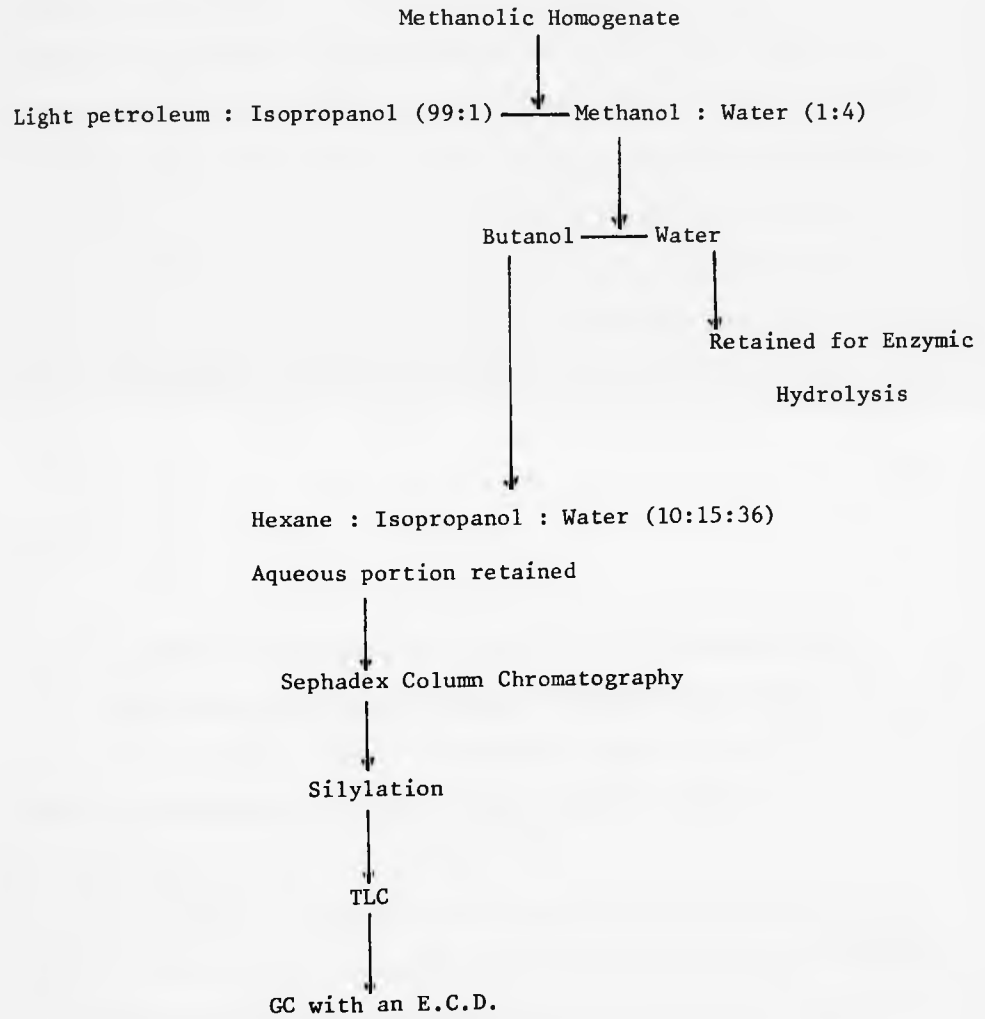 Methanolic Homogenate
Light petroleum : Isopropanol (99:1) Methanol : Water (1:4)
Butanol Water
Retained for Enzymic
Hydrolysis
Hexane : Isopropanol : Water (10:15:36)
Aqueous portion retained
Sephadex Column Chromatography
Silylation
TLC
GC with an E.C.D.